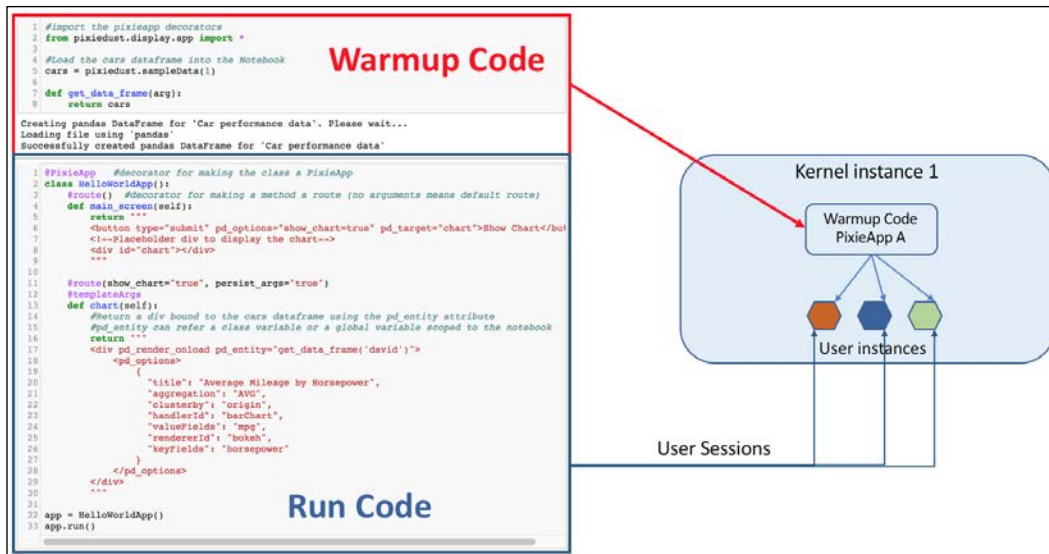 1 #import the pixieapp decorators
2 from pixiedust.display.app import *
3
4 #Load the cars dataframe into the Notebook
5 cars = pixiedust.sampleData(1)
6
7 def get_data_frame(arg):
8     return cars
Warmup Code
Creating pandas DataFrame for 'Car performance data'. Please wait...
Loading file using 'pandas'
Successfully created pandas DataFrame for 'Car performance data'
1 @PixieApp   #decorator for making the class a PixieApp
2 class HelloWorldApp():
3     @route()  #decorator for making a method a route (no arguments means default route)
4     def main_screen(self):
5         return """
6         <button type="submit" pd_options="show_chart=true" pd_target="chart">Show Chart</but
7         <!--Placeholder div to display the chart-->
8         <div id="chart"></div>
9         """
10
11     @route(show_chart="true", persist_args="true")
12     @templateArgs
13     def chart(self):
14         #Return a div bound to the cars dataframe using the pd_entity attribute
15         #pd_entity can refer a class variable or a global variable scoped to the notebook
16         return """
17         <div pd_render_onload pd_entity="get_data_frame('david')">
18             <pd_options>
19                 {
20                   "title": "Average Mileage by Horsepower",
21                   "aggregation": "AVG",
22                   "clusterby": "origin",
23                   "handlerId": "barChart",
24                   "valueFields": "mpg",
25                   "rendererId": "bokeh",
26                   "keyFields": "horsepower"
27                 }
28             </pd_options>
29         </div>
30         """
31
32 app = HelloWorldApp()
33 app.run()
Run Code
Kernel instance 1
Warmup Code
PixieApp A
User instances
User Sessions